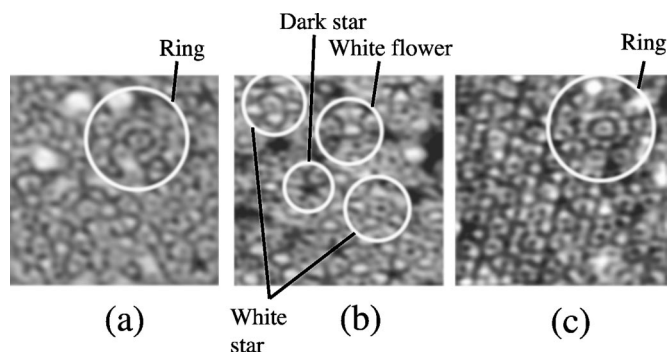 Dark star
Ring
White flower
Ring
(a)
White
star
(b)
(c)